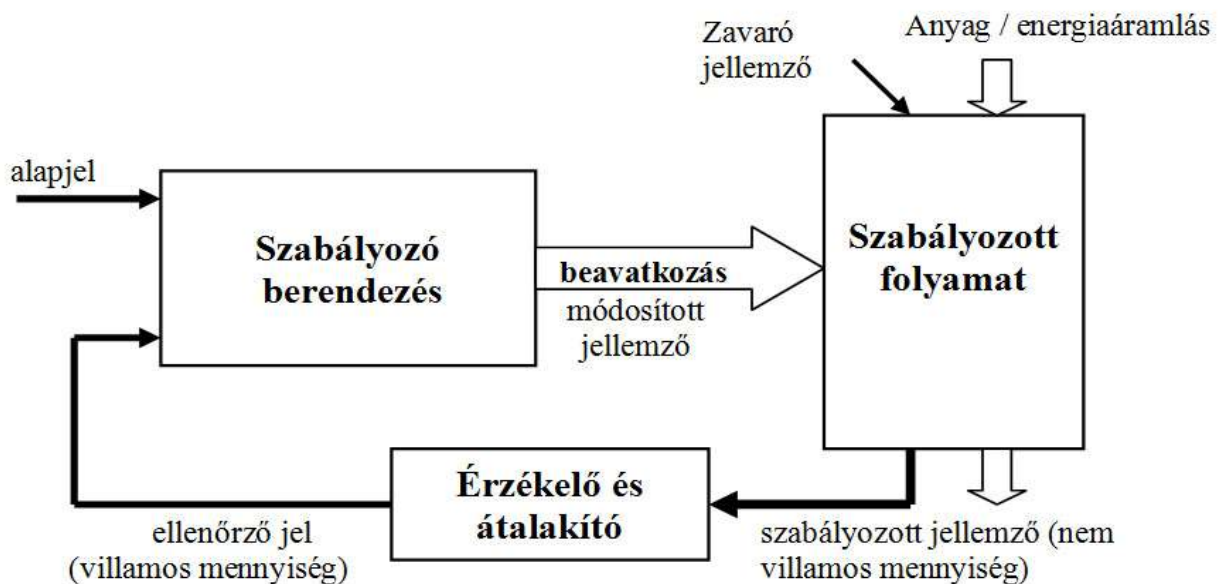 Zavaró
jellemző
Anyag / energiaáramlás
alapjel
Szabályozó
berendezés
beavatkozás
módosított
jellemző
Szabályozott
folyamat
Érzékelő és
átalakító
ellenőrző jel
(villamos mennyiség)
szabályozott jellemző (nem
villamos mennyiség)